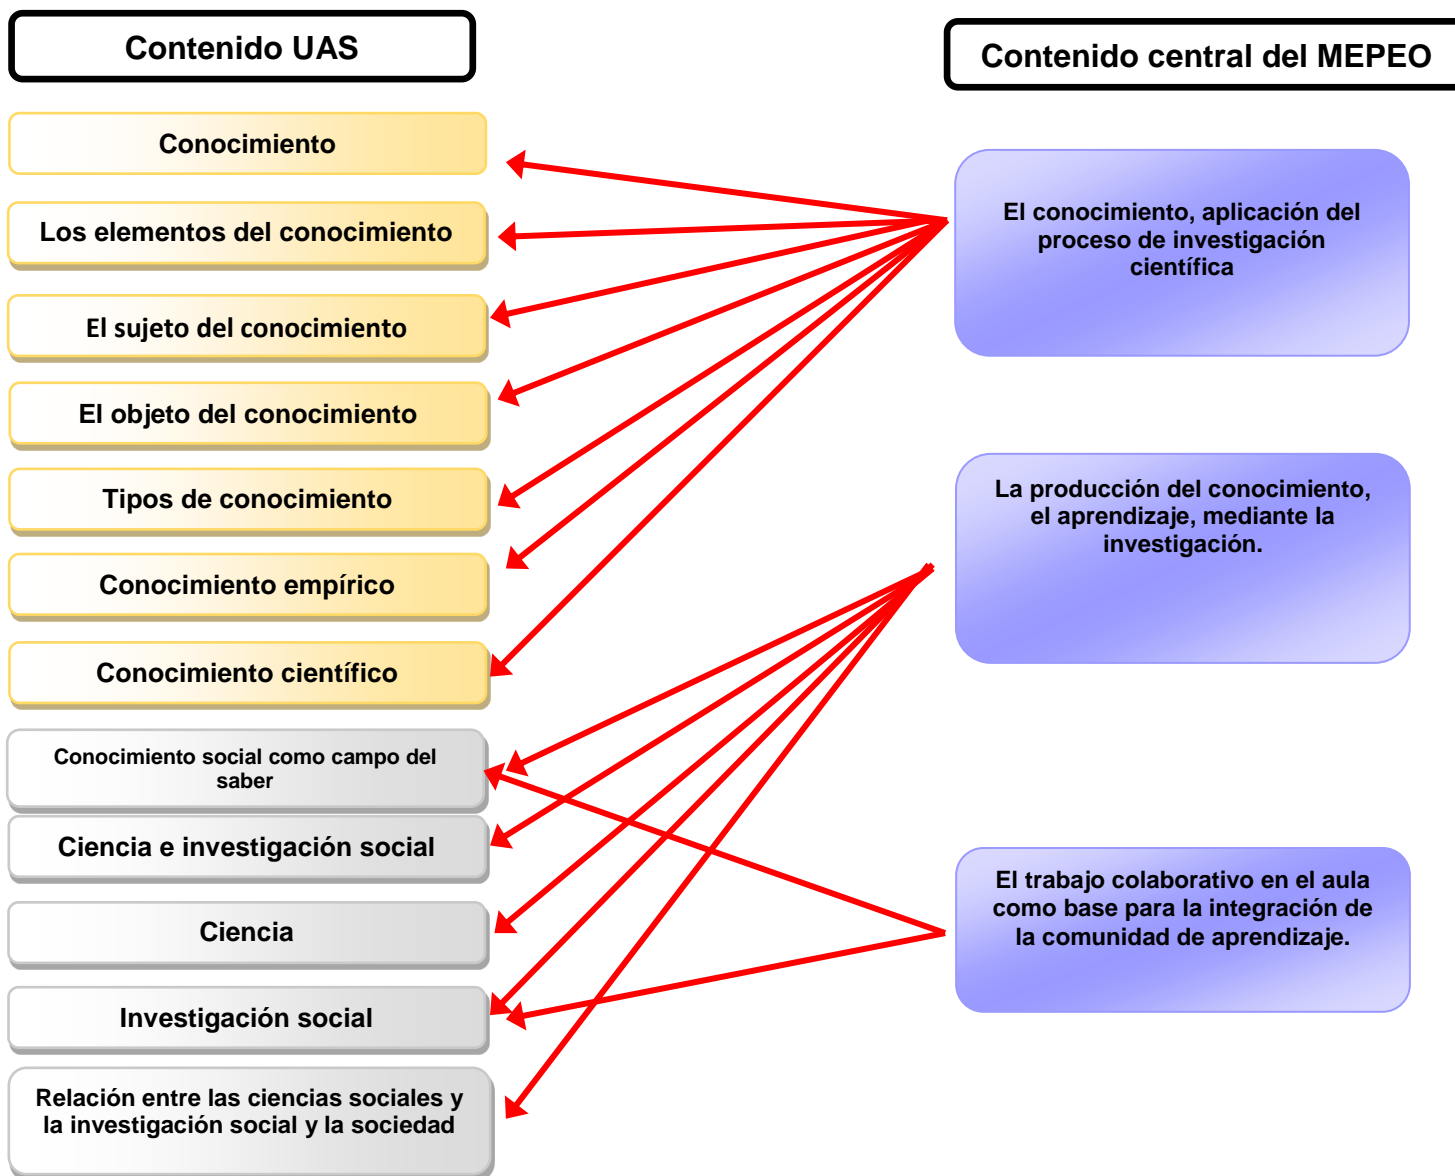 Contenido UAS
Contenido central del MEPEO
Conocimiento
Los elementos del conocimiento
El sujeto del conocimiento
El objeto del conocimiento
Tipos de conocimiento
Conocimiento empírico
Conocimiento científico
Conocimiento social como campo del
saber
Ciencia e investigación social
Ciencia
Investigación social
Relación entre las ciencias sociales y
la investigación social y la sociedad
El conocimiento, aplicación del
proceso de investigación
científica
La producción del conocimiento,
el aprendizaje, mediante la
investigación.
El trabajo colaborativo en el aula
como base para la integración de
la comunidad de aprendizaje.